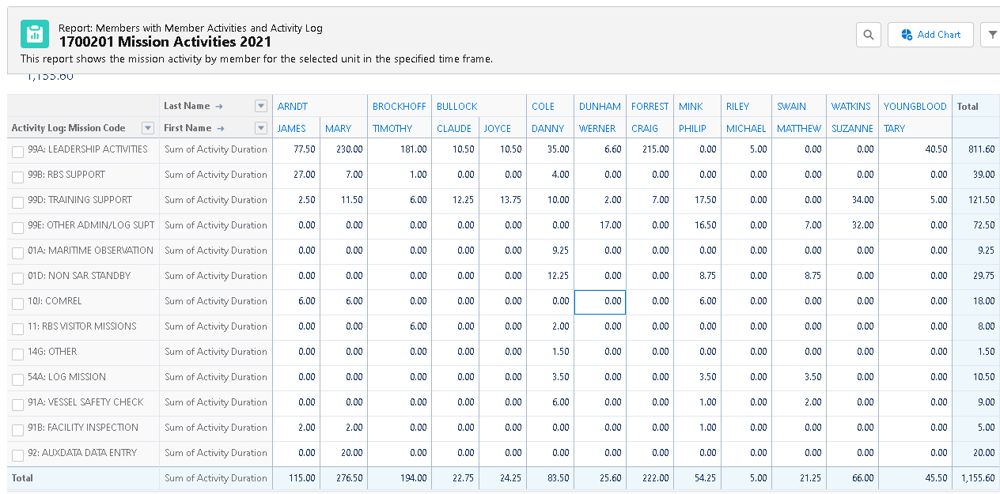 Report: Members with Member Activities and Activity Log
1700201 Mission Activities 2021
Add Chart
This report shows the mission activity by member for the selected unit in the specified time frame.
1,155.60
Last Name → ARNDT BROCKHOFF BULLOCK COLE DUNHAM FORREST MINK RILEY SWAIN WATKINS YOUNGBLOOD Total
Activity Log: Mission Code First Name → JAMES MARY TIMOTHY CLAUDE JOYCE DANNY WERNER CRAIG PHILIP MICHAEL MATTHEW SUZANNE TARY
99A: LEADERSHIP ACTIVITIES Sum of Activity Duration 77.50 230.00 181.00 10.50 10.50 35.00 6.60 215.00 0.00 5.00 0.00 0.00 40.50 811.60
99B: RBS SUPPORT Sum of Activity Duration 27.00 7.00 1.00 0.00 0.00 4.00 0.00 0.00 0.00 0.00 0.00 0.00 0.00 39.00
99D: TRAINING SUPPORT Sum of Activity Duration 2.50 11.50 6.00 12.25 13.75 10.00 2.00 7.00 17.50 0.00 0.00 34.00 5.00 121.50
99E: OTHER ADMIN/LOG SUPT Sum of Activity Duration 0.00 0.00 0.00 0.00 0.00 0.00 17.00 0.00 16.50 0.00 7.00 32.00 0.00 72.50
01A: MARITIME OBSERVATION Sum of Activity Duration 0.00 0.00 0.00 0.00 0.00 9.25 0.00 0.00 0.00 0.00 0.00 0.00 0.00 9.25
01D: NON SAR STANDBY Sum of Activity Duration 0.00 0.00 0.00 0.00 0.00 12.25 0.00 0.00 8.75 0.00 8.75 0.00 0.00 29.75
10J: COMREL Sum of Activity Duration 6.00 6.00 0.00 0.00 0.00 0.00 0.00 0.00 6.00 0.00 0.00 0.00 0.00 18.00
11: RBS VISITOR MISSIONS Sum of Activity Duration 0.00 0.00 6.00 0.00 0.00 2.00 0.00 0.00 0.00 0.00 0.00 0.00 0.00 8.00
14G: OTHER Sum of Activity Duration 0.00 0.00 0.00 0.00 0.00 1.50 0.00 0.00 0.00 0.00 0.00 0.00 0.00 1.50
54A: LOG MISSION Sum of Activity Duration 0.00 0.00 0.00 0.00 0.00 3.50 0.00 0.00 3.50 0.00 3.50 0.00 0.00 10.50
91A: VESSEL SAFETY CHECK Sum of Activity Duration 0.00 0.00 0.00 0.00 0.00 6.00 0.00 0.00 1.00 0.00 2.00 0.00 0.00 9.00
91B: FACILITY INSPECTION Sum of Activity Duration 2.00 2.00 0.00 0.00 0.00 0.00 0.00 0.00 1.00 0.00 0.00 0.00 0.00 5.00
92: AUXDATA DATA ENTRY Sum of Activity Duration 0.00 20.00 0.00 0.00 0.00 0.00 0.00 0.00 0.00 0.00 0.00 0.00 0.00 20.00
Total Sum of Activity Duration 115.00 276.50 194.00 22.75 24.25 83.50 25.60 222.00 54.25 5.00 21.25 66.00 45.50 1,155.60